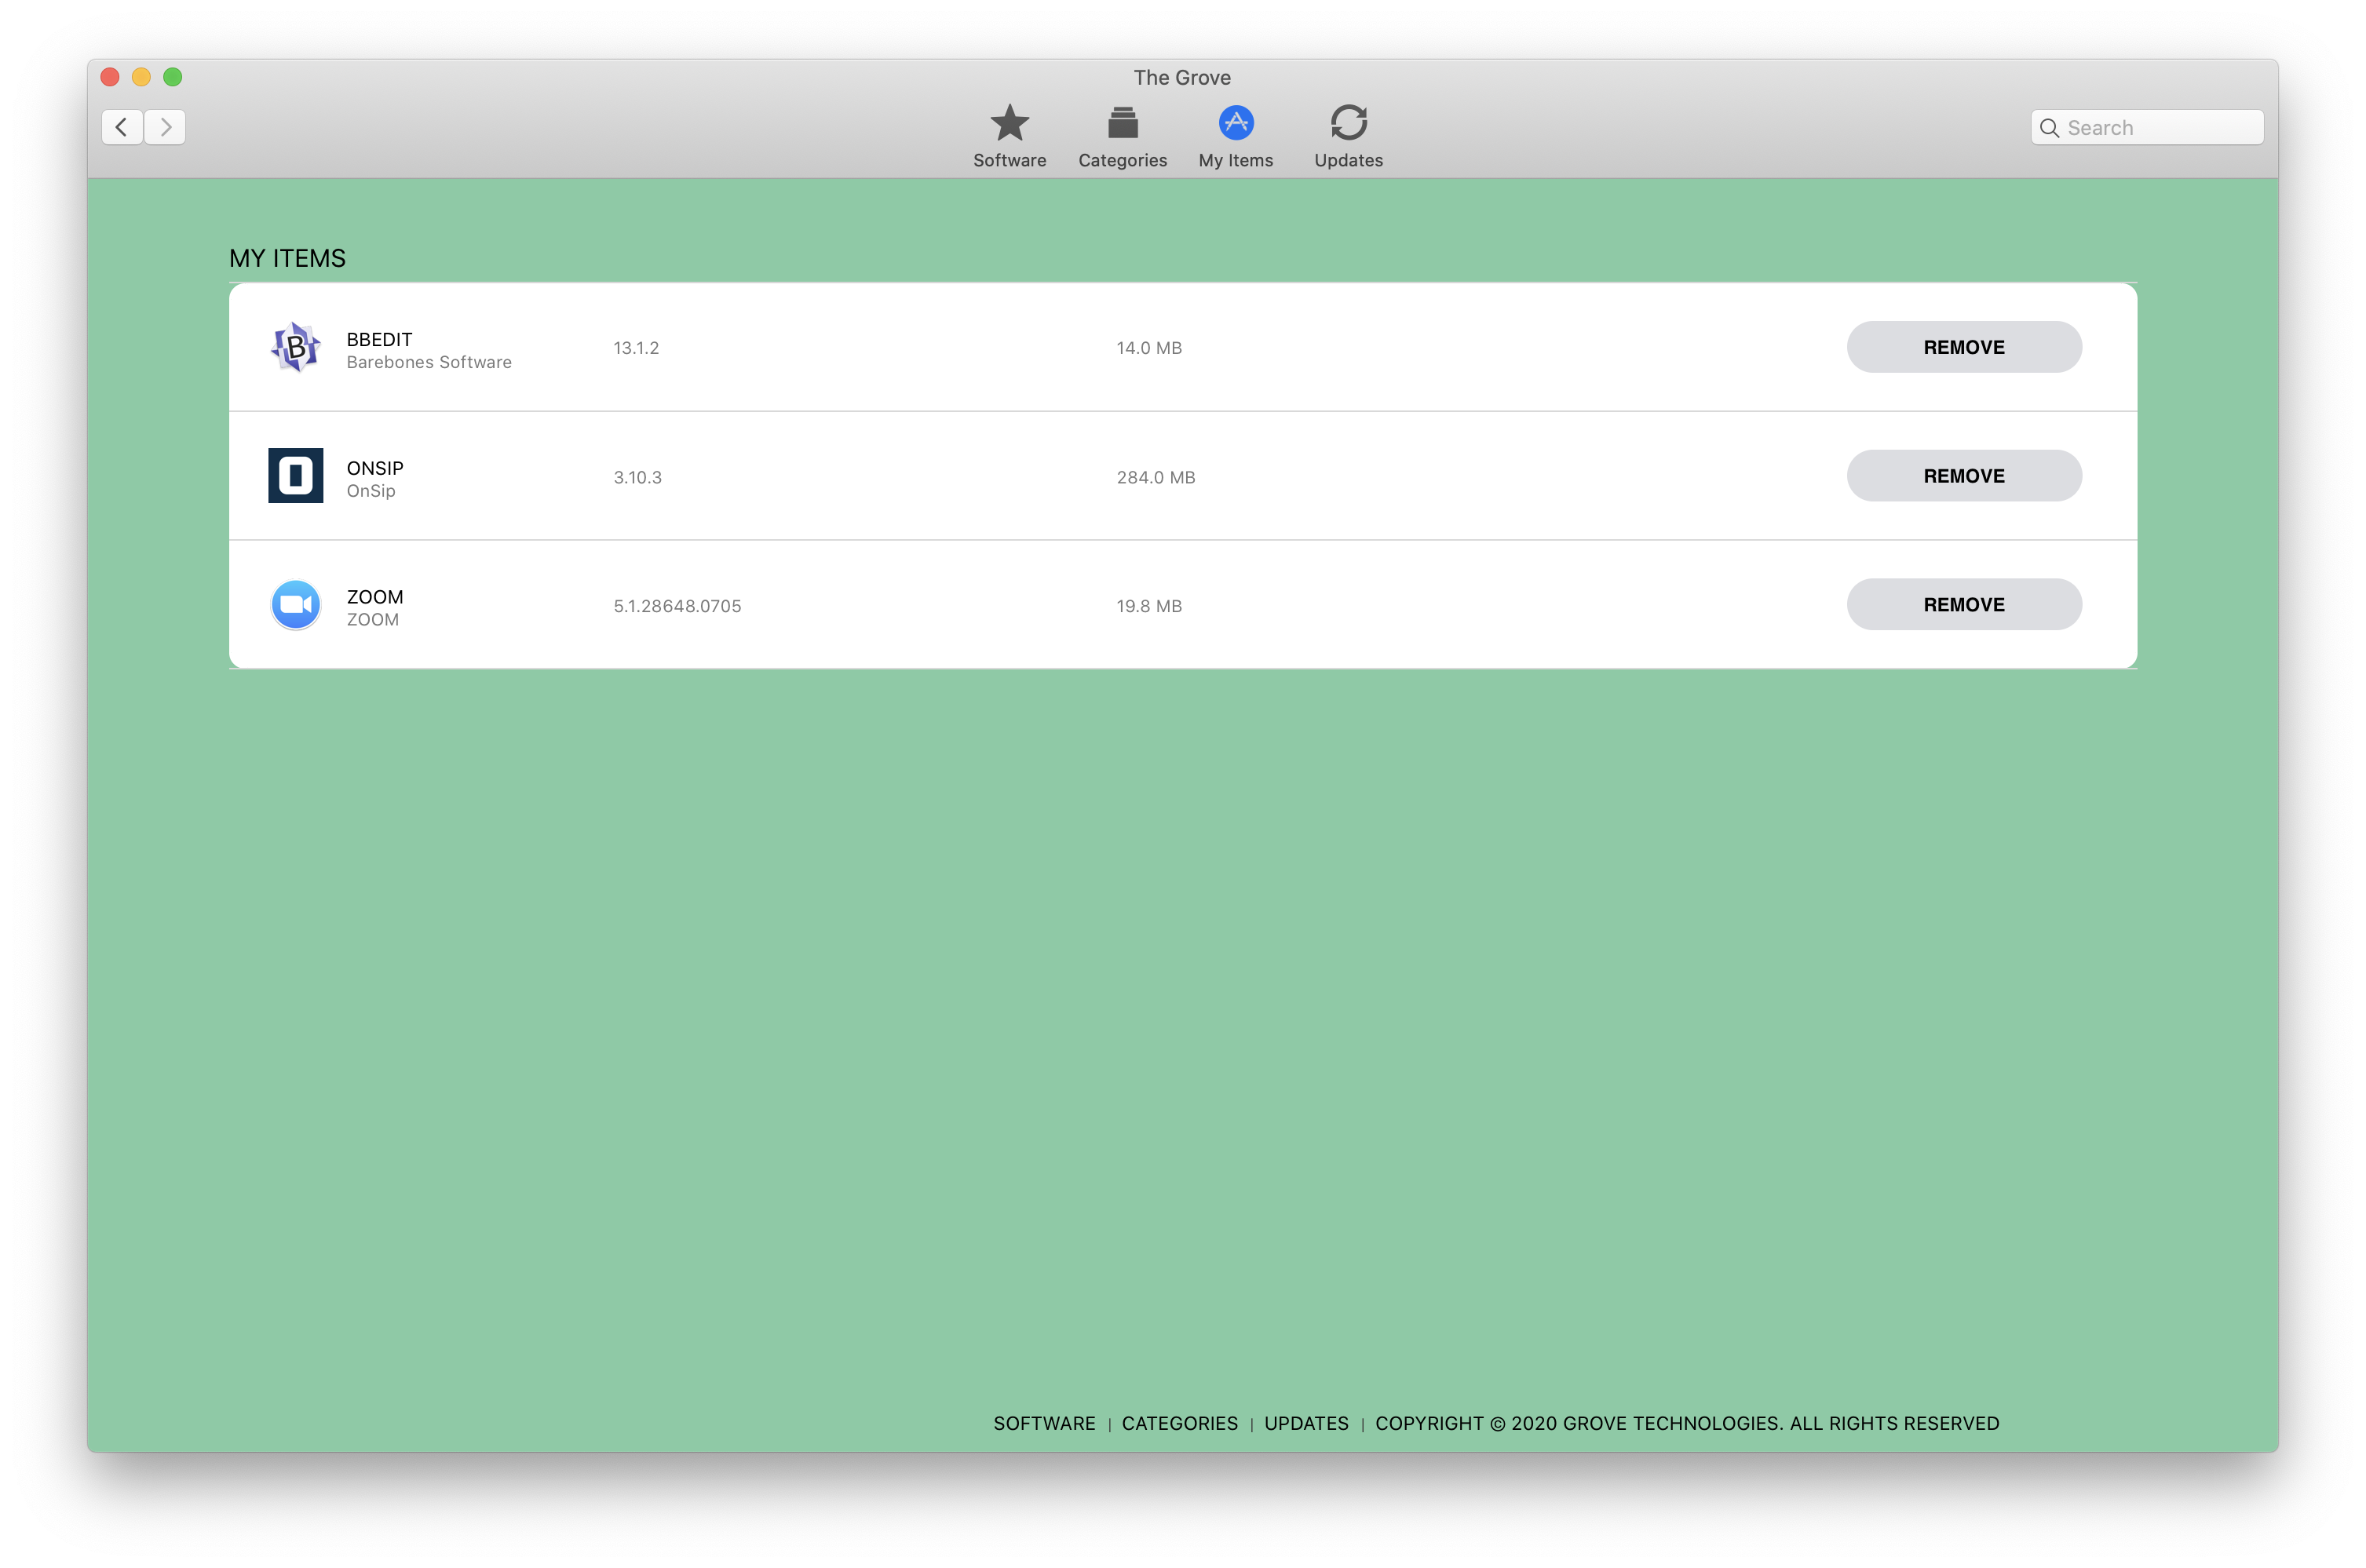 The Grove
Software Categories My Items Updates
Search
MY ITEMS
B
BBEDIT
Barebones Software
13.1.2
14.0 MB
REMOVE
ONSIP
OnSip
3.10.3
284.0 MB
REMOVE
ZOOM
ZOOM
5.1.28648.0705
19.8 MB
REMOVE
SOFTWARE | CATEGORIES | UPDATES | COPYRIGHT © 2020 GROVE TECHNOLOGIES. ALL RIGHTS RESERVED